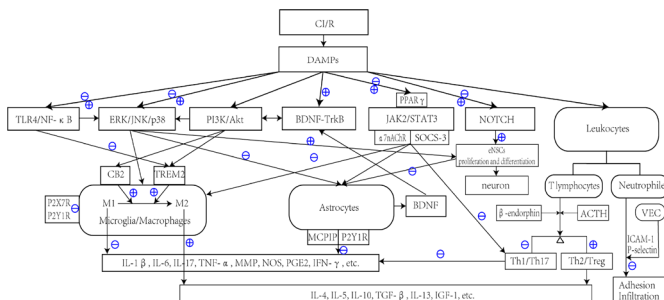 CI/R
DAMPs
PPAR γ
TLR4/NF- κ B
ERK/JNK/p38
PI3K/Akt
BDNF-TrkB
JAK2/STAT3
NOTCH
Leukocytes
α7nAChR
SOCS-3
eNSCs
proliferation and differentiation
CB2
TREM2
neuron
T lymphocytes
Neutrophile
P2X7R
P2Y1R
M1
M2
Microglia/Macrophages
Astrocytes
BDNF
β-endorphin
ACTH
VEC
MCPIP
P2Y1R
ICAM-1
P-selectin
IL-1 β , IL-6, IL-17, TNF- α , MMP, NOS, PGE2, IFN- γ , etc.
Th1/Th17
Th2/Treg
Adhesion
Infiltration
IL-4, IL-5, IL-10, TGF- β , IL-13, IGF-1, etc.